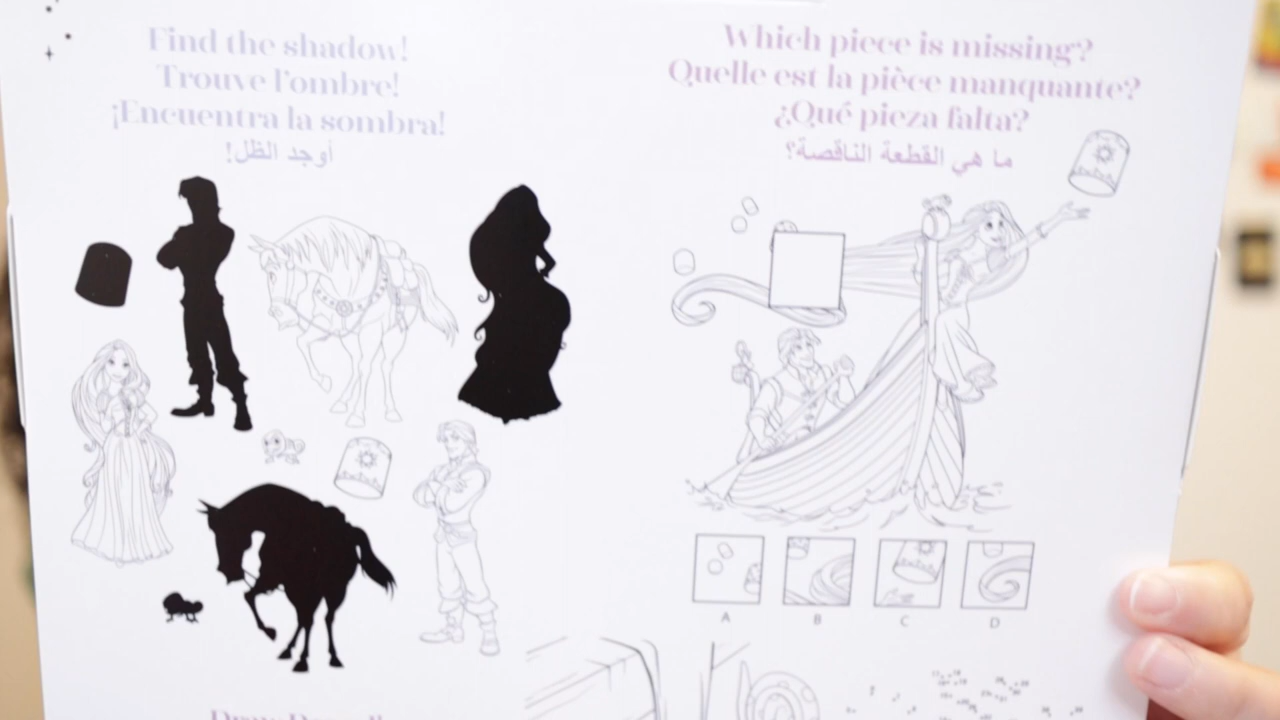 Find the shadow!
Trouve l'ombre!
¡Encuentra la sombra!
أوجد الظل!
Which piece is missing?
Quelle est la pièce manquante?
¿Qué pieza falta?
ما هي القطعة الناقصة؟
A
B
C
D